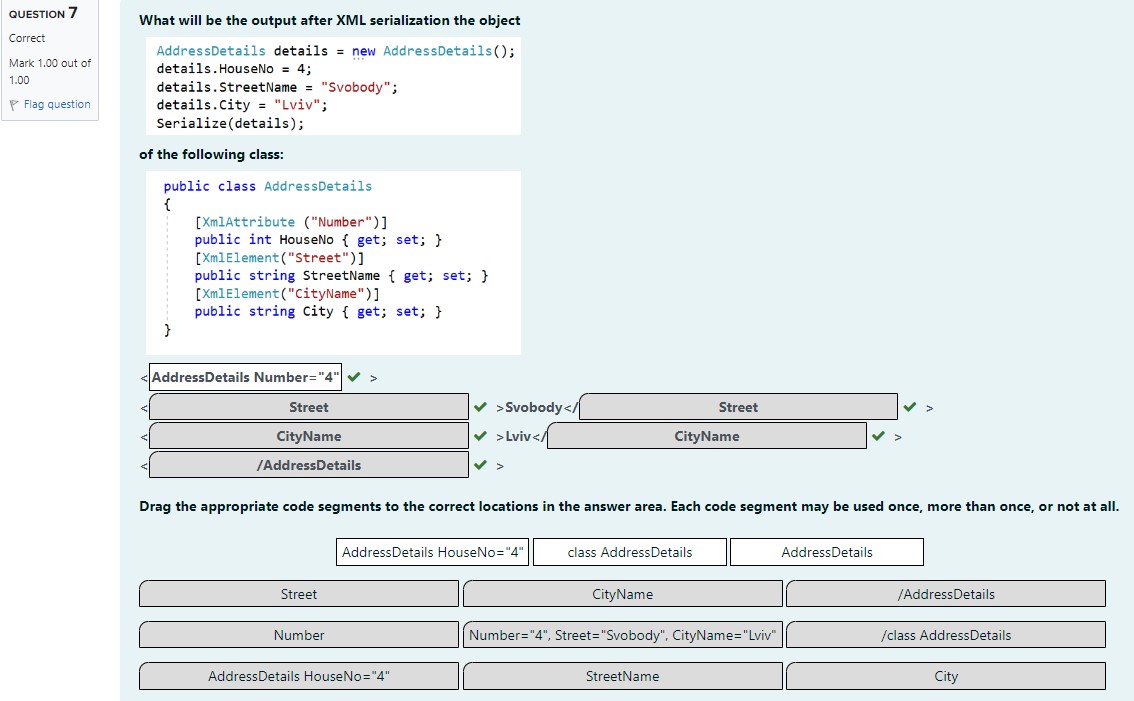 QUESTION 7
Correct
Mark 1.00 out of
1.00
Flag question
What will be the output after XML serialization the object
AddressDetails details = new AddressDetails();
details.HouseNo = 4;
details.StreetName = "Svobody";
details.City = "Lviv";
Serialize(details);
of the following class:
public class AddressDetails
{
[XmlAttribute ("Number")]
public int HouseNo { get; set; }
[XmlElement("Street")]
public string StreetName { get; set; }
[XmlElement("CityName")]
public string City { get; set; }
}
< AddressDetails Number="4" >
< Street >Svobody</ Street >
< CityName >Lviv</ CityName >
< /AddressDetails >
Drag the appropriate code segments to the correct locations in the answer area. Each code segment may be used once, more than once, or not at all.
AddressDetails HouseNo="4" class AddressDetails AddressDetails
Street CityName /AddressDetails
Number Number="4", Street="Svobody", CityName="Lviv" /class AddressDetails
AddressDetails HouseNo="4" StreetName City